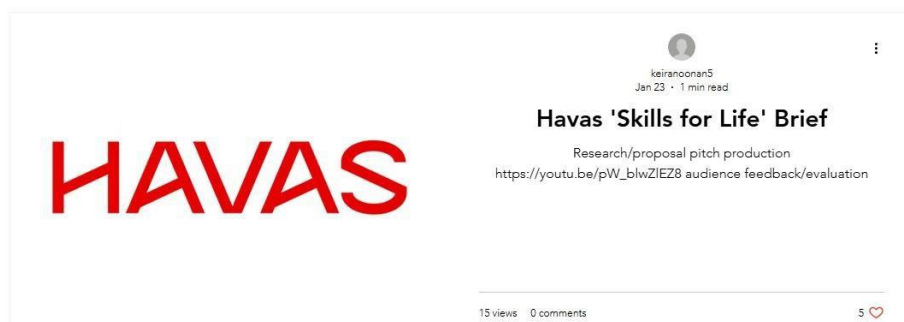 HAVAS
keiranoonan5
Jan 23 · 1 min read
Havas 'Skills for Life' Brief
Research/proposal pitch production
https://youtu.be/pW_blwZlEZ8 audience feedback/evaluation
15 views 0 comments
5